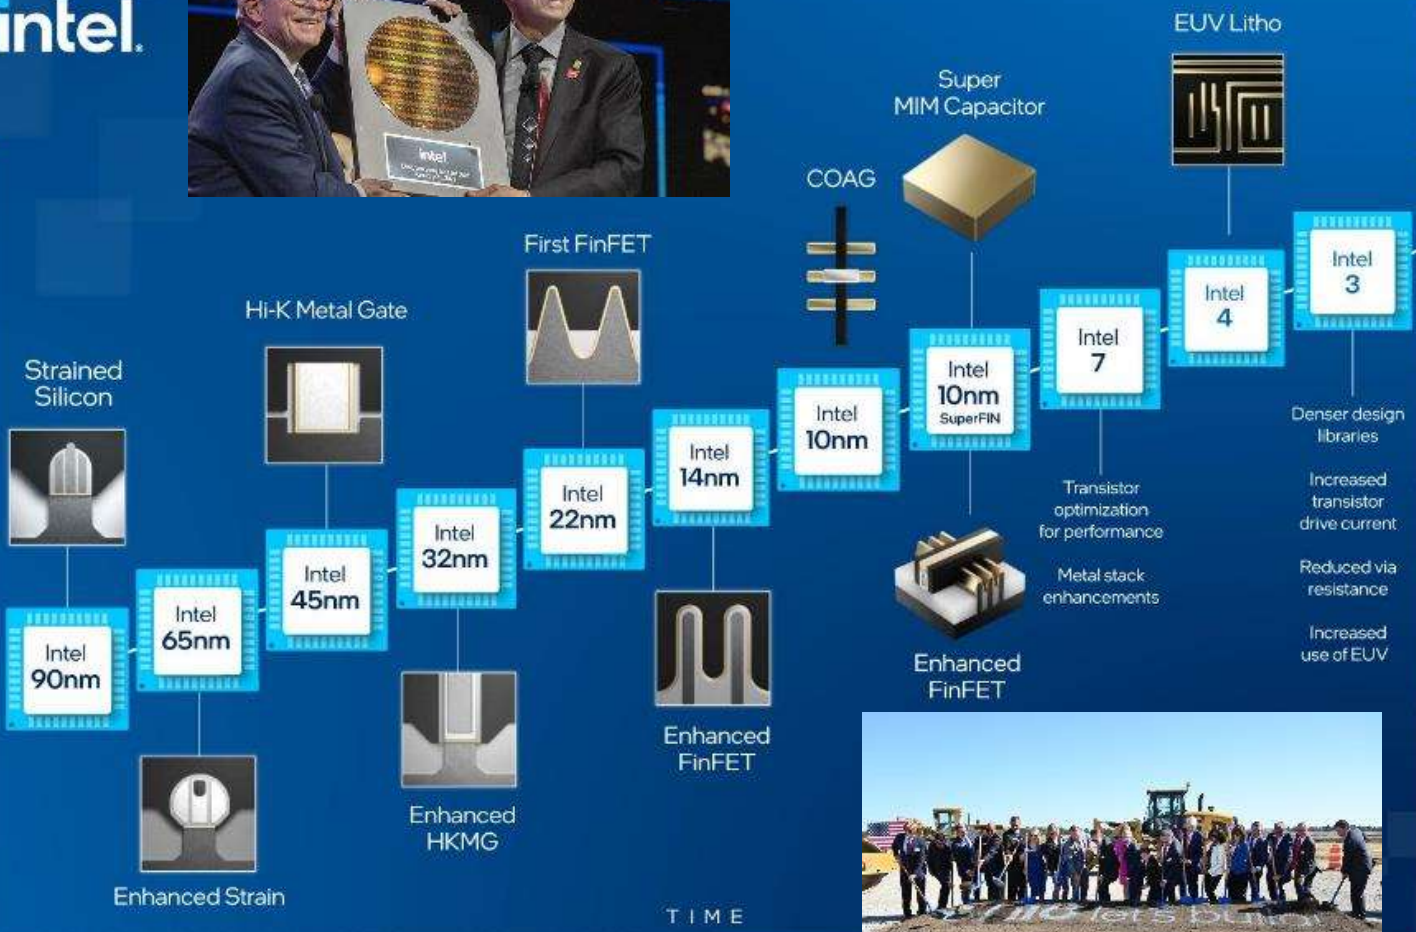 intel.
intel
EUV Litho
Super
MIM Capacitor
COAG
First FinFET
Hi-K Metal Gate
Strained
Silicon
Intel
90nm
Intel
65nm
Intel
45nm
Intel
32nm
Intel
22nm
Intel
14nm
Intel
10nm
Intel
10nm
SuperFIN
Intel
7
Intel
4
Intel
3
Enhanced Strain
Enhanced
HKMG
Enhanced
FinFET
Enhanced
FinFET
Transistor
optimization
for performance
Metal stack
enhancements
Denser design
libraries
Increased
transistor
drive current
Reduced via
resistance
Increased
use of EUV
let's build
TIME